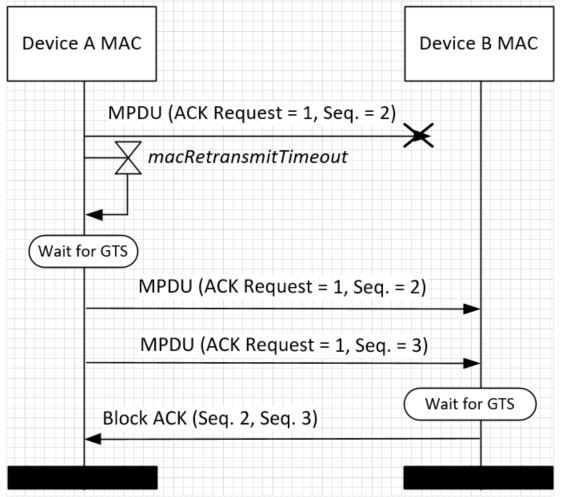 Device A MAC
Device B MAC
MPDU (ACK Request = 1, Seq. = 2)
macRetransmitTimeout
Wait for GTS
MPDU (ACK Request = 1, Seq. = 2)
MPDU (ACK Request = 1, Seq. = 3)
Wait for GTS
Block ACK (Seq. 2, Seq. 3)